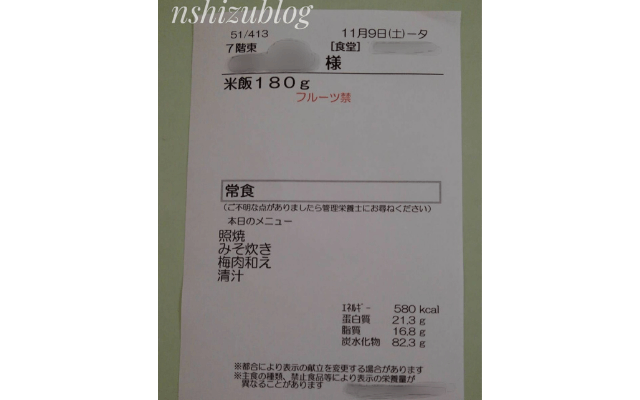 nshizublog
51/413 11月9日(土)ータ
7階東 [食堂]
様
米飯180g
フルーツ禁
常食
(ご不明な点がありましたら管理栄養士にお尋ねください)
本日のメニュー
照焼
みそ炊き
梅肉和え
清汁
エネルギー 580 kcal
蛋白質 21.3 g
脂質 16.8 g
炭水化物 82.3 g
※都合により表示の献立を変更する場合があります
※主食の種類、禁止食品等により表示の栄養量が
異なることがあります